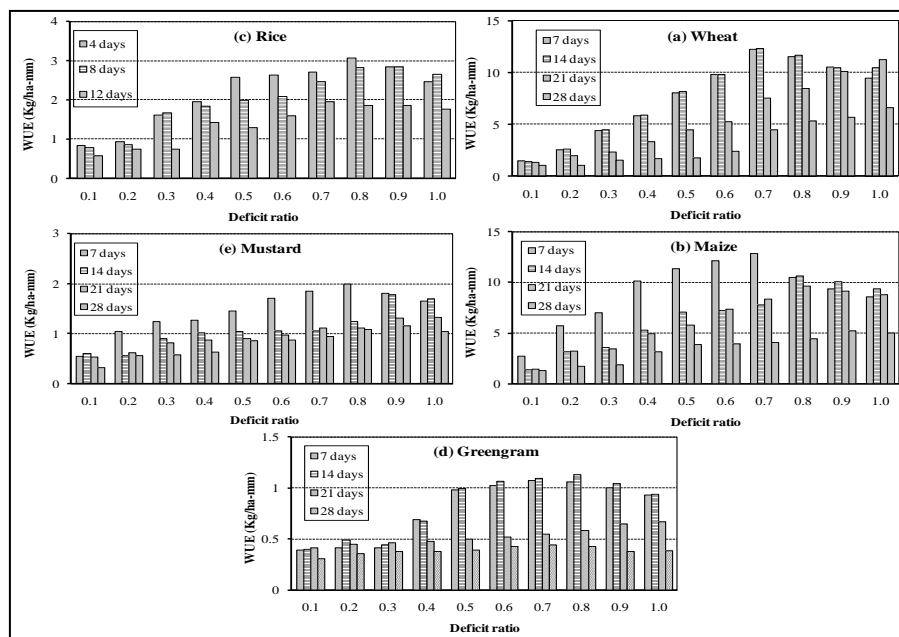 (c) Rice
4
3
2
1
0
WUE (Kg/ha-mm)
4 days
8 days
12 days
0.1 0.2 0.3 0.4 0.5 0.6 0.7 0.8 0.9 1.0
Deficit ratio
(a) Wheat
15
10
5
0
WUE (Kg/ha-mm)
7 days
14 days
21 days
28 days
0.1 0.2 0.3 0.4 0.5 0.6 0.7 0.8 0.9 1.0
Deficit ratio
(e) Mustard
3
2
1
0
WUE (Kg/ha-mm)
7 days
14 days
21 days
28 days
0.1 0.2 0.3 0.4 0.5 0.6 0.7 0.8 0.9 1.0
Deficit ratio
(b) Maize
15
10
5
0
WUE (Kg/ha-mm)
7 days
14 days
21 days
28 days
0.1 0.2 0.3 0.4 0.5 0.6 0.7 0.8 0.9 1.0
Deficit ratio
(d) Greengram
1.5
1
0.5
0
WUE (Kg/ha-mm)
7 days
14 days
21 days
28 days
0.1 0.2 0.3 0.4 0.5 0.6 0.7 0.8 0.9 1.0
Deficit ratio